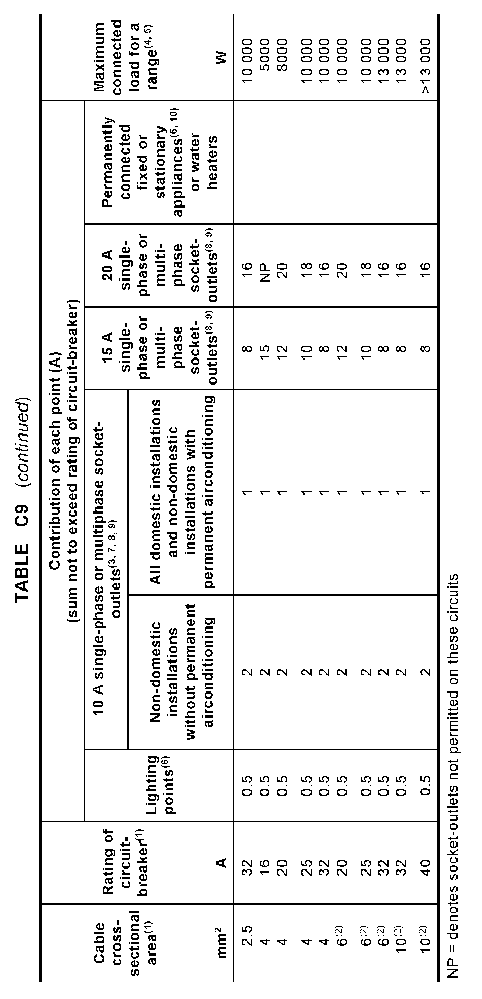 TABLE C9 (continued)
Cable cross-sectional area(1)
mm²
Rating of circuit-breaker(1)
A
Contribution of each point (A)
(sum not to exceed rating of circuit-breaker)
Lighting points(6)
10 A single-phase or multiphase socket-outlets(3, 7, 8, 9)
Non-domestic installations without permanent airconditioning
All domestic installations and non-domestic installations with permanent airconditioning
15 A single-phase or multi-phase socket-outlets(8, 9)
20 A single-phase or multi-phase socket-outlets(8, 9)
Permanently connected fixed or stationary appliances(6, 10) or water heaters
Maximum connected load for a range(4, 5)
W
2.5 32 0.5 2 1 8 16 10 000
4 16 0.5 2 1 15 NP 5000
4 20 0.5 2 1 12 20 8000
4 25 0.5 2 1 10 18 10 000
4 32 0.5 2 1 8 16 10 000
6(2) 20 0.5 2 1 12 20 10 000
6(2) 25 0.5 2 1 10 18 10 000
6(2) 32 0.5 2 1 8 16 13 000
10(2) 32 0.5 2 1 8 16 13 000
10(2) 40 0.5 2 1 8 16 >13 000
NP = denotes socket-outlets not permitted on these circuits